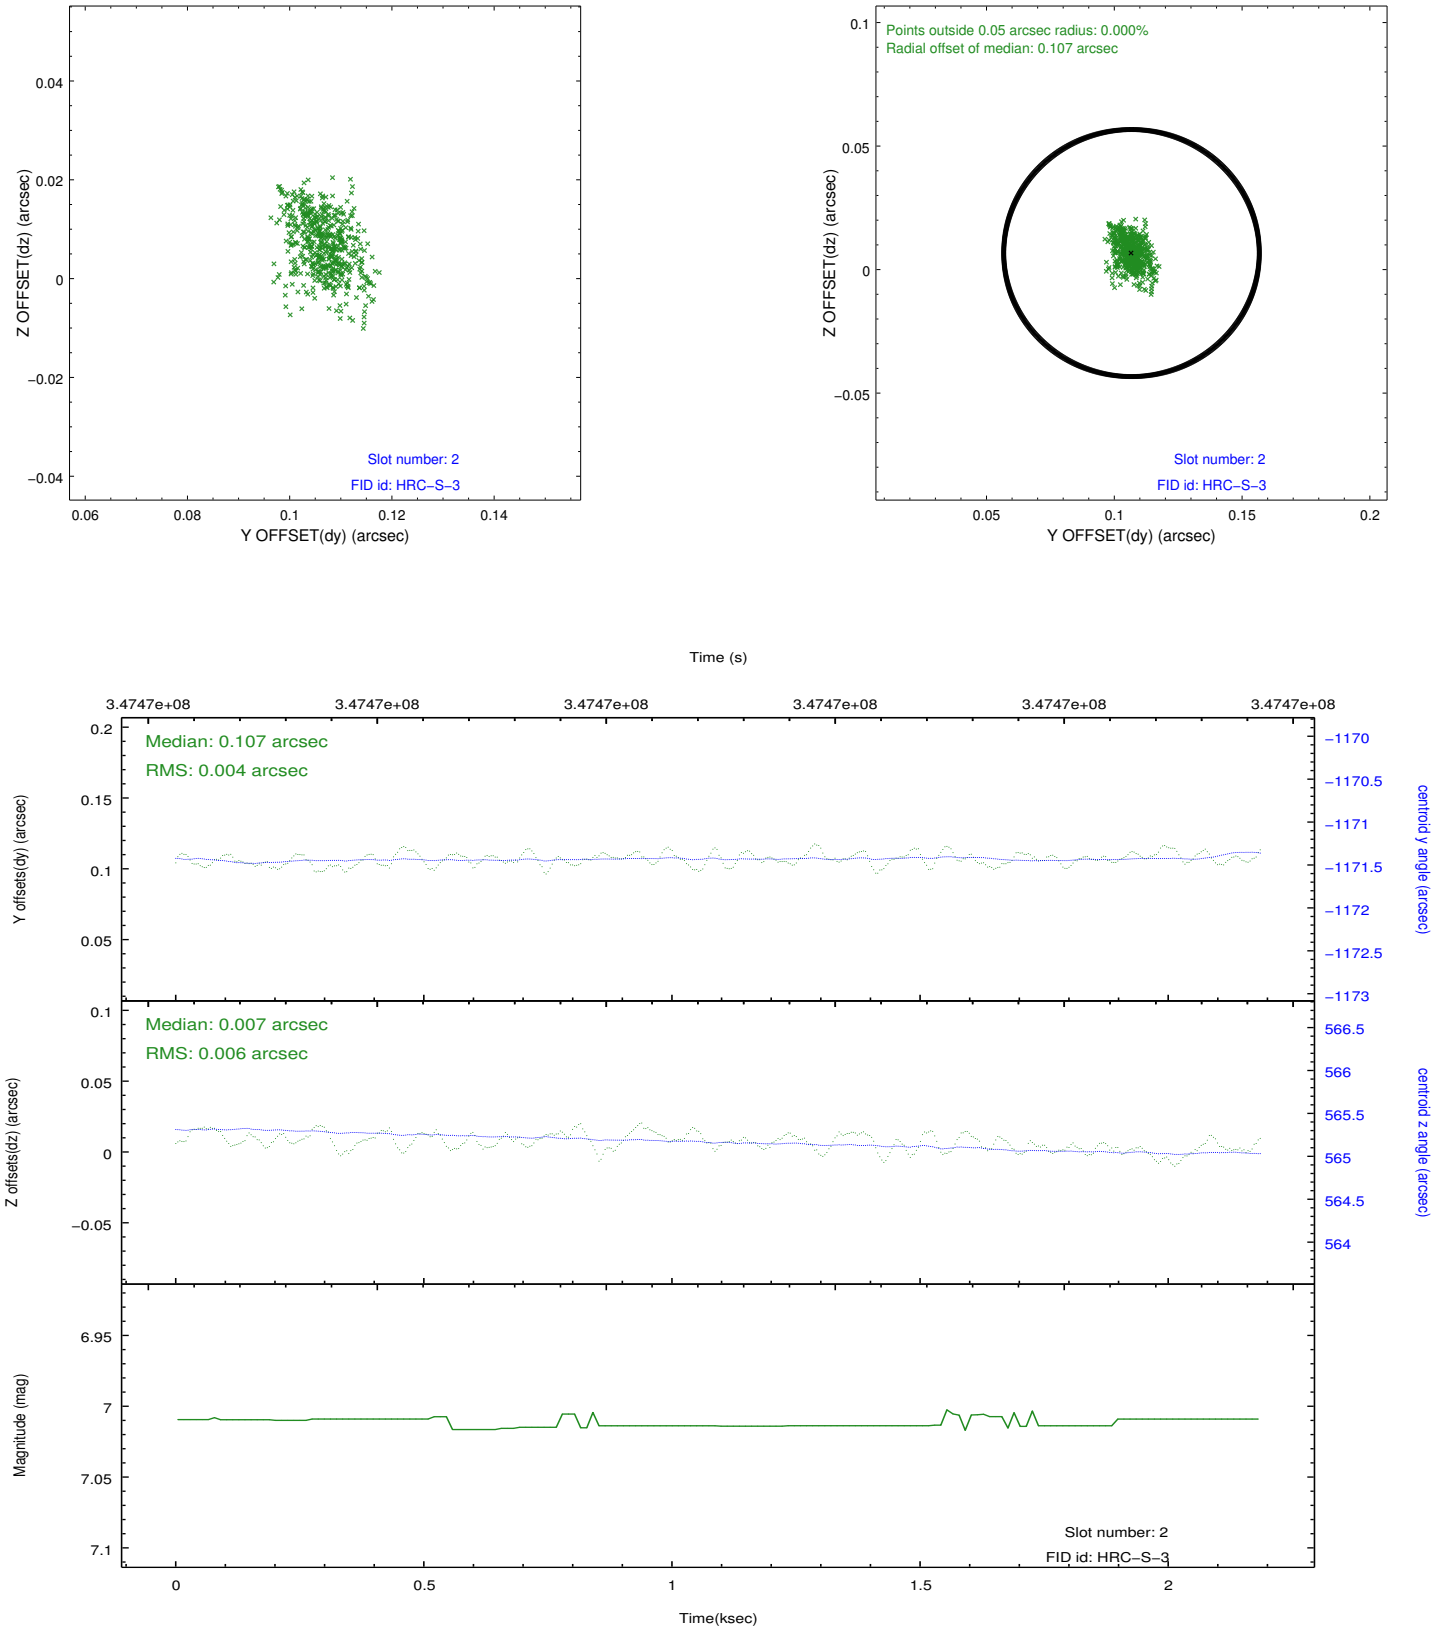 0.04
0.02
0
−0.02
−0.04
Z OFFSET(dz) (arcsec)
Slot number: 2
FID id: HRC−S−3
0.06
0.08
0.1
0.12
0.14
Y OFFSET(dy) (arcsec)
Points outside 0.05 arcsec radius: 0.000%
Radial offset of median: 0.107 arcsec
0.1
0.05
0
−0.05
Z OFFSET(dz) (arcsec)
Slot number: 2
FID id: HRC−S−3
0.05
0.1
0.15
0.2
Y OFFSET(dy) (arcsec)
Time (s)
3.4747e+08
3.4747e+08
3.4747e+08
3.4747e+08
3.4747e+08
3.4747e+08
Median: 0.107 arcsec
RMS: 0.004 arcsec
0.2
0.15
0.1
0.05
Y offsets(dy) (arcsec)
−1170
−1170.5
−1171
−1171.5
−1172
−1172.5
−1173
centroid y angle (arcsec)
Median: 0.007 arcsec
RMS: 0.006 arcsec
0.1
0.05
0
−0.05
Z offsets(dz) (arcsec)
566.5
566
565.5
565
564.5
564
centroid z angle (arcsec)
6.95
7
7.05
7.1
Magnitude (mag)
Slot number: 2
FID id: HRC−S−3
0
0.5
1
1.5
2
Time(ksec)